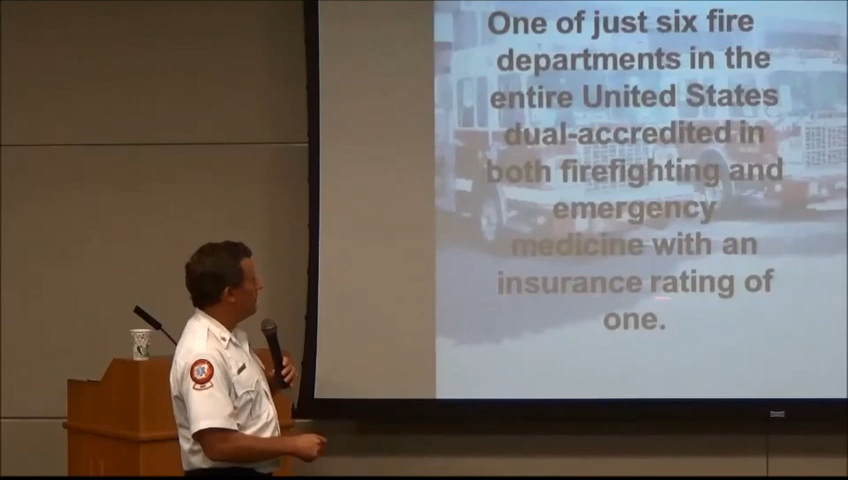 One of just six fire
departments in the
entire United States
dual-accredited in
both firefighting and
emergency
medicine with an
insurance rating of
one.